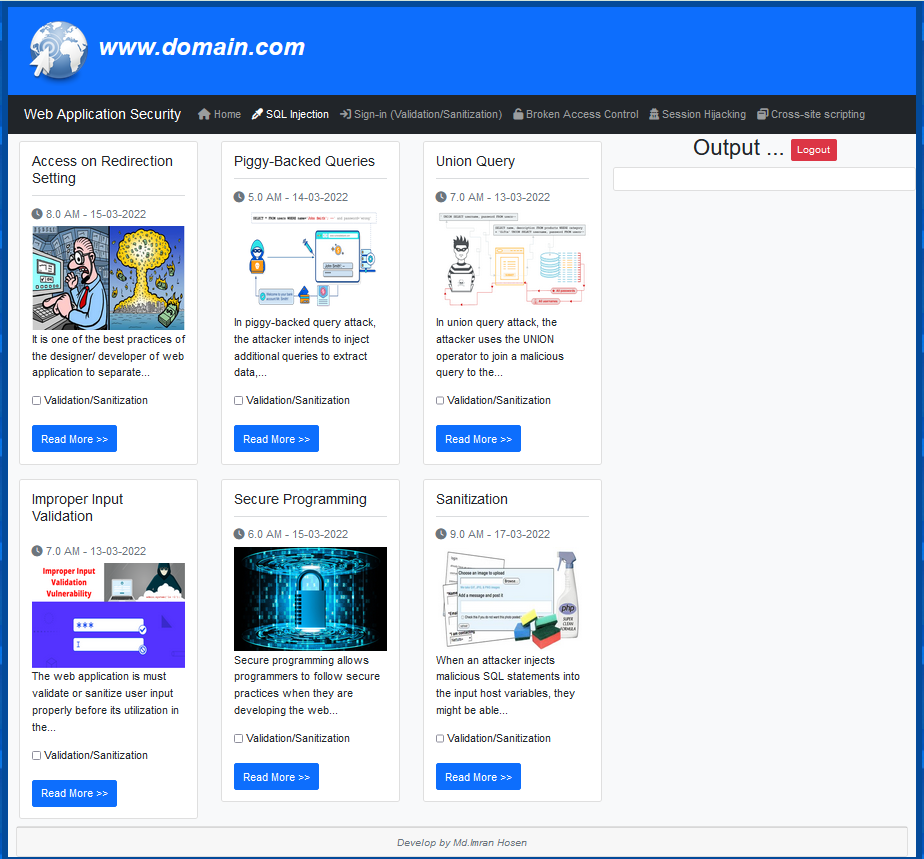 www.domain.com
Web Application Security
Home
SQL Injection
Sign-in (Validation/Sanitization)
Broken Access Control
Session Hijacking
Cross-site scripting
Access on Redirection
Setting
8.0 AM - 15-03-2022
It is one of the best practices of
the designer/ developer of web
application to separate...
Validation/Sanitization
Read More >>
Piggy-Backed Queries
5.0 AM - 14-03-2022
In piggy-backed query attack,
the attacker intends to inject
additional queries to extract
data,...
Validation/Sanitization
Read More >>
Union Query
7.0 AM - 13-03-2022
In union query attack, the
attacker uses the UNION
operator to join a malicious
query to the...
Validation/Sanitization
Read More >>
Output ...
Logout
Improper Input
Validation
7.0 AM - 13-03-2022
Improper Input
Validation
Vulnerability
***
The web application is must
validate or sanitize user input
properly before its utilization in
the...
Validation/Sanitization
Read More >>
Secure Programming
6.0 AM - 15-03-2022
Secure programming allows
programmers to follow secure
practices when they are
developing the web...
Validation/Sanitization
Read More >>
Sanitization
9.0 AM - 17-03-2022
Choose an image to upload
Browse
Add a message and post it
php
SUPER
CLEAN
FORMULA
When an attacker injects
malicious SQL statements into
the input host variables, they
might be able...
Validation/Sanitization
Read More >>
Develop by Md.Imran Hosen